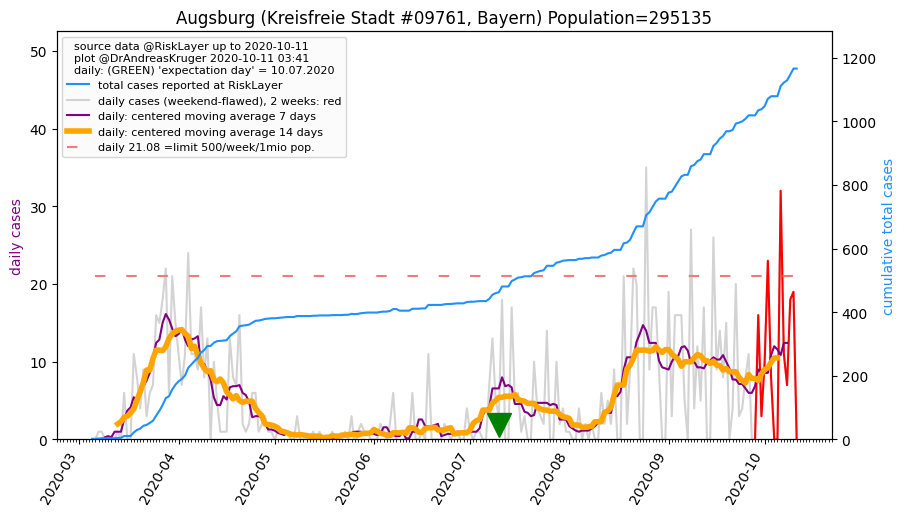 Augsburg (Kreisfreie Stadt #09761, Bayern) Population=295135
source data @RiskLayer up to 2020-10-11
plot @DrAndreasKruger 2020-10-11 03:41
daily: (GREEN) 'expectation day' = 10.07.2020
total cases reported at RiskLayer
daily cases (weekend-flawed), 2 weeks: red
daily: centered moving average 7 days
daily: centered moving average 14 days
daily 21.08 =limit 500/week/1mio pop.
daily cases
50
40
30
20
10
0
cumulative total cases
1200
1000
800
600
400
200
0
2020-03
2020-04
2020-05
2020-06
2020-07
2020-08
2020-09
2020-10